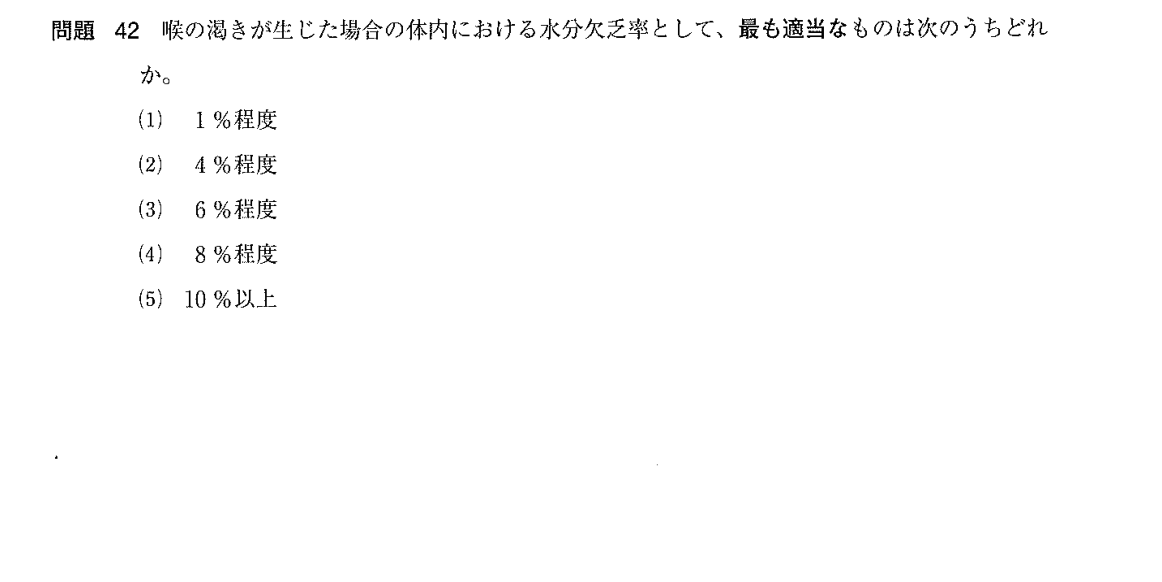 問題 42 喉の渇きが生じた場合の体内における水分欠乏率として、最も適当なものは次のうちどれ
か。
(1) 1 %程度
(2) 4 %程度
(3) 6 %程度
(4) 8 %程度
(5) 10 %以上